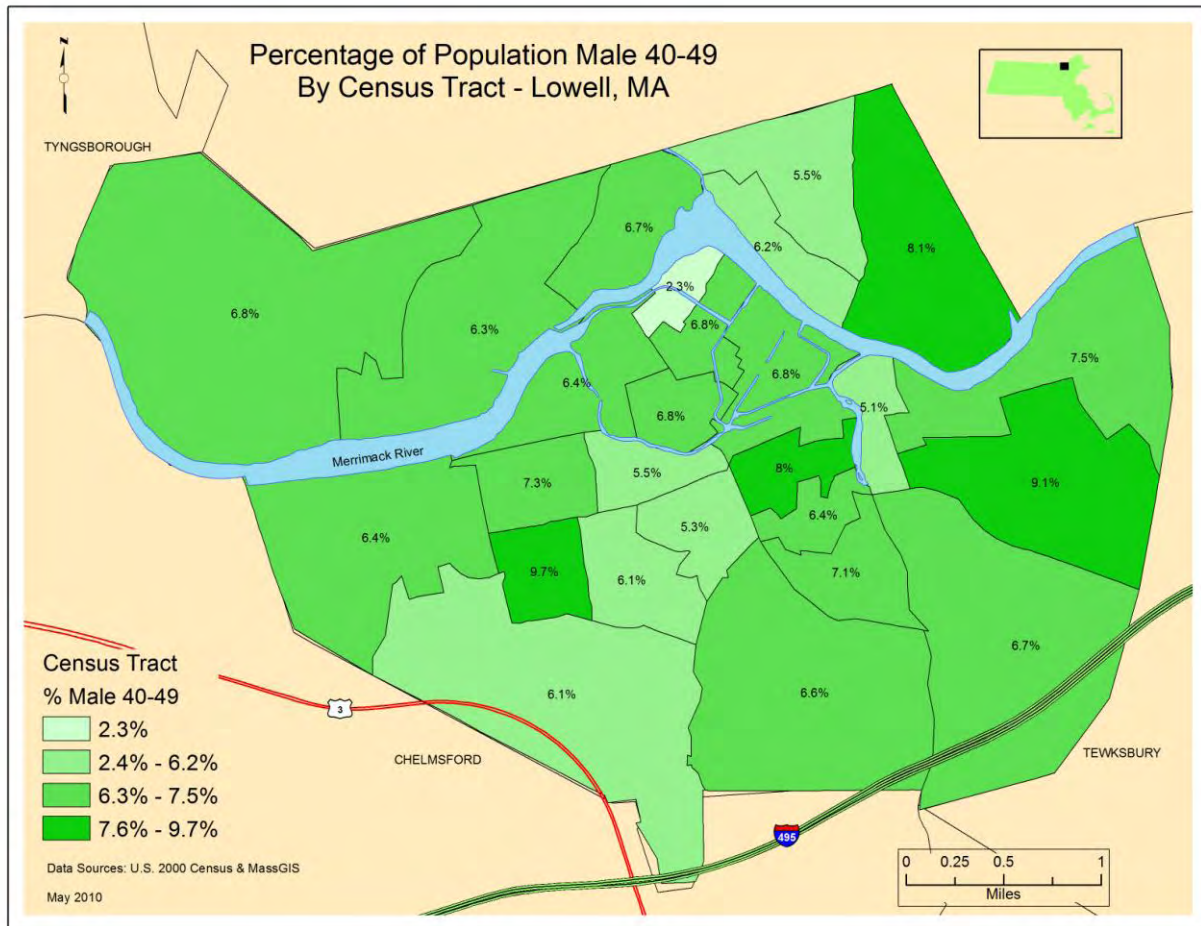 Percentage of Population Male 40-49
By Census Tract - Lowell, MA
N
TYNGSBOROUGH
5.5%
6.7%
6.2%
8.1%
2.3%
6.8%
6.3%
6.8%
7.5%
6.8%
6.4%
5.1%
6.8%
Merrimack River
5.5%
8%
7.3%
9.1%
6.4%
5.3%
6.4%
9.7%
6.1%
7.1%
6.7%
6.1%
6.6%
Census Tract
% Male 40-49
2.3%
2.4% - 6.2%
6.3% - 7.5%
7.6% - 9.7%
3
CHELMSFORD
TEWKSBURY
495
Data Sources: U.S. 2000 Census & MassGIS
May 2010
0 0.25 0.5 1
Miles